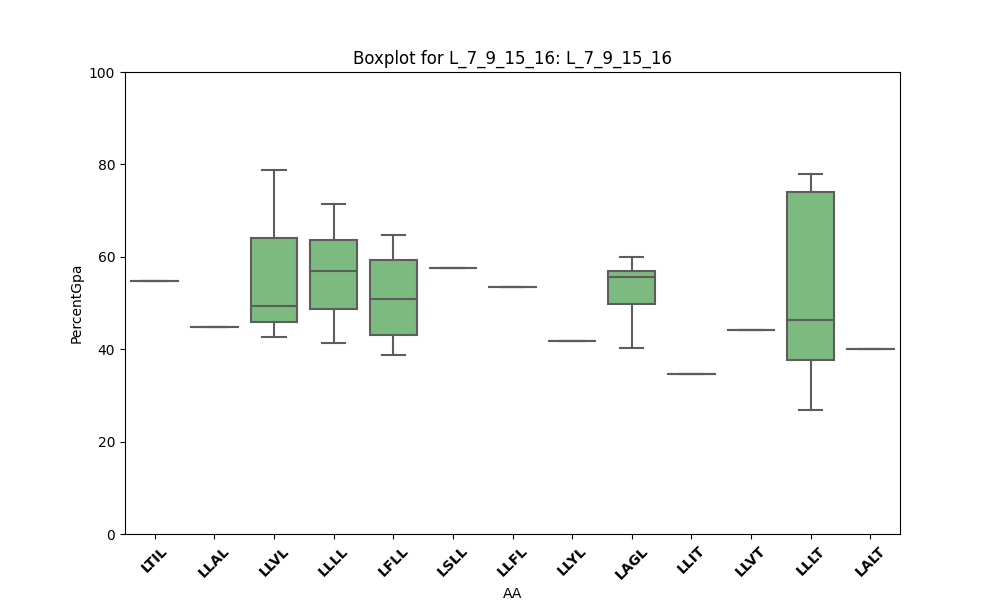 Boxplot for L_7_9_15_16: L_7_9_15_16
100
80
60
40
20
0
PercentGpa
LTIL
LLAL
LLVL
LLLL
LFLL
LSLL
LLFL
LLYL
LAGL
LLIT
LLVT
LLLT
LALT
AA